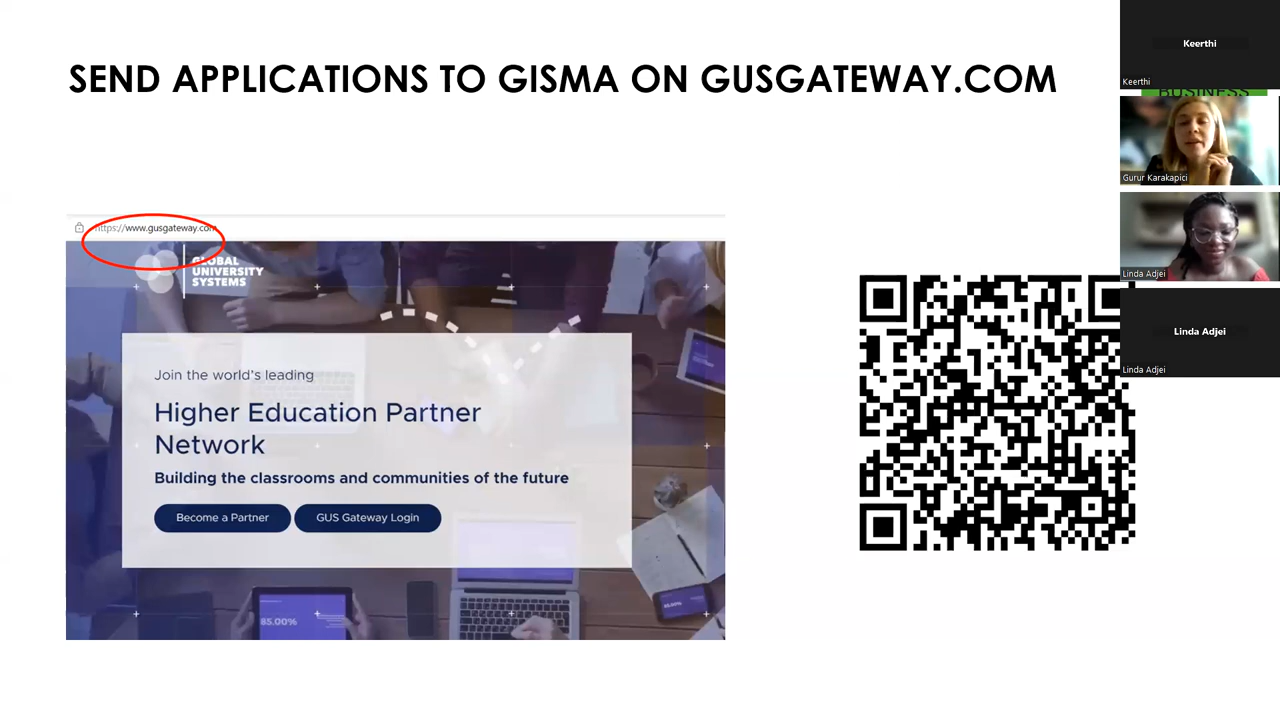 SEND APPLICATIONS TO GISMA ON GUSGATEWAY.COM
https://www.gusgateway.com
GLOBAL
UNIVERSITY
SYSTEMS
Join the world's leading
Higher Education Partner
Network
Building the classrooms and communities of the future
Become a Partner
GUS Gateway Login
85.00%
Keerthi
Keerthi
BUSINESS
Gurur Karakapici
Linda Adjei
Linda Adjei
Linda Adjei